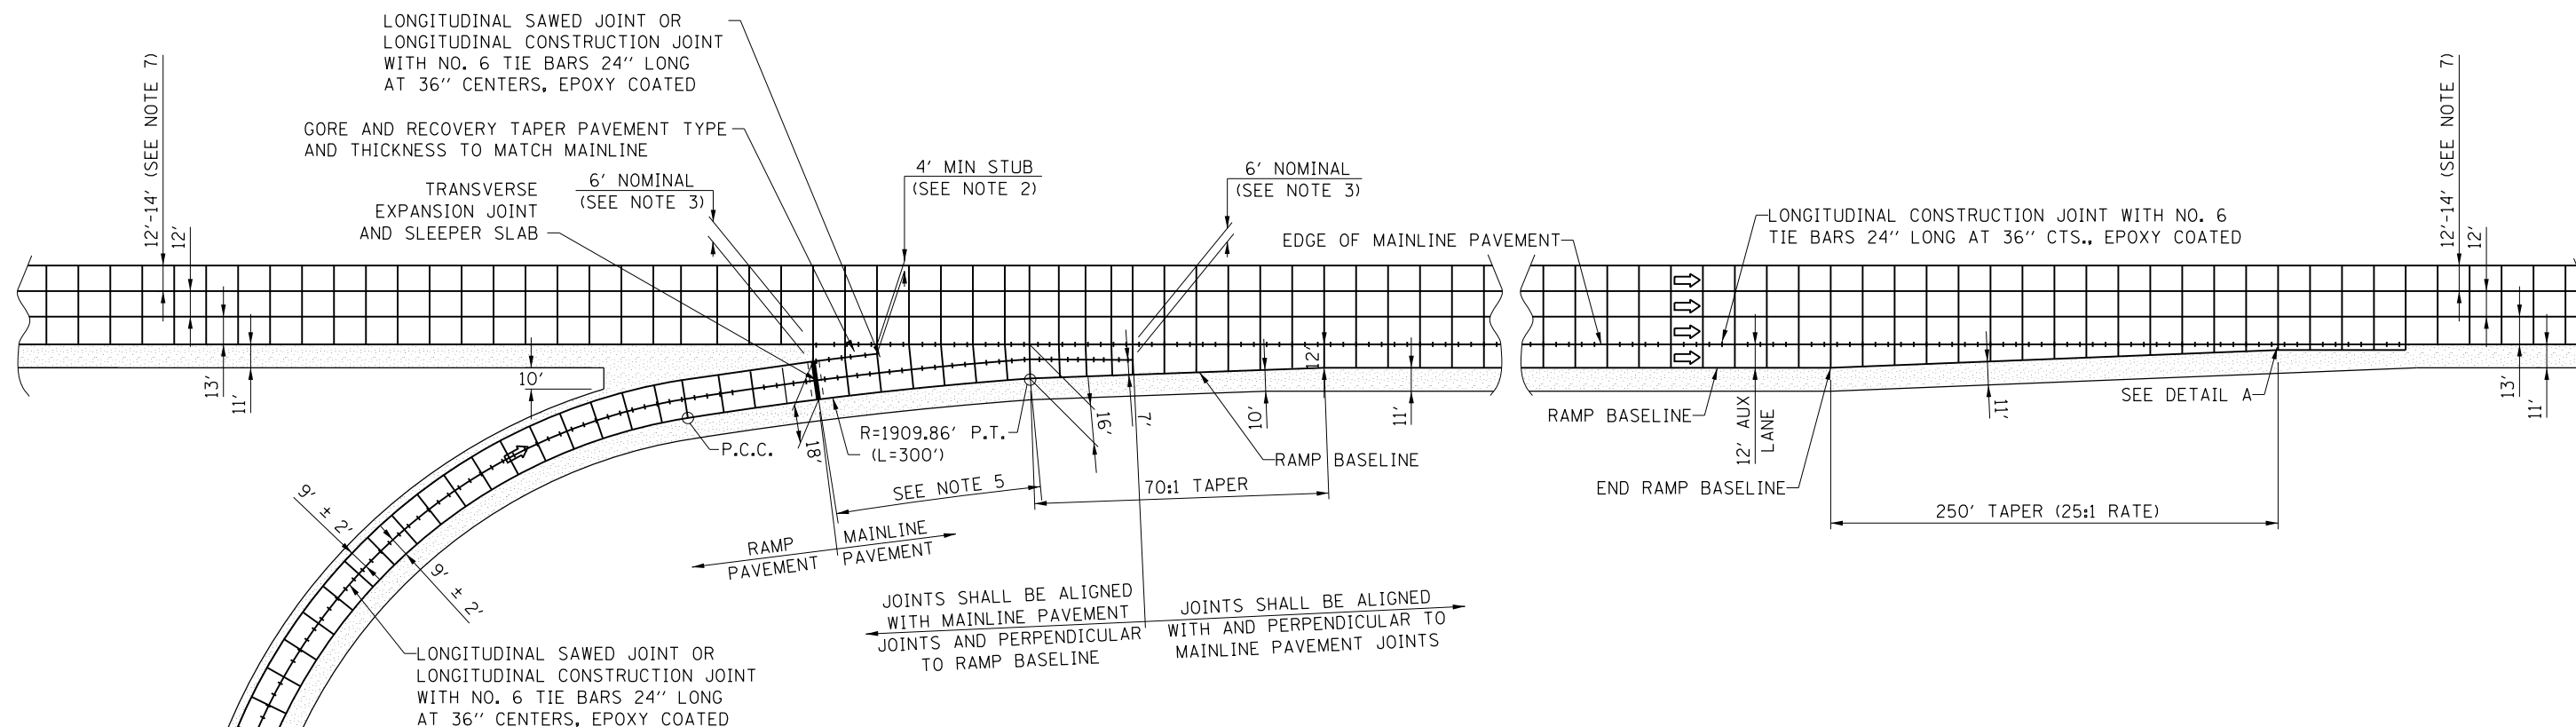 LONGITUDINAL SAWED JOINT OR
LONGITUDINAL CONSTRUCTION JOINT
WITH NO. 6 TIE BARS 24" LONG
AT 36" CENTERS, EPOXY COATED
GORE AND RECOVERY TAPER PAVEMENT TYPE
AND THICKNESS TO MATCH MAINLINE
TRANSVERSE
EXPANSION JOINT
AND SLEEPER SLAB
6' NOMINAL
(SEE NOTE 3)
4' MIN STUB
(SEE NOTE 2)
6' NOMINAL
(SEE NOTE 3)
EDGE OF MAINLINE PAVEMENT
LONGITUDINAL CONSTRUCTION JOINT WITH NO. 6
TIE BARS 24" LONG AT 36" CTS., EPOXY COATED
12'-14' (SEE NOTE 7)
12'
13'
11'
10'
12'-14' (SEE NOTE 7)
12'
13'
11'
P.C.C.
18'
R=1909.86' P.T.
(L=300')
16'
7'
10'
12'
11'
RAMP BASELINE
RAMP BASELINE
12' AUX
LANE
11'
SEE DETAIL A
END RAMP BASELINE
250' TAPER (25:1 RATE)
SEE NOTE 5
70:1 TAPER
RAMP
PAVEMENT
MAINLINE
PAVEMENT
9' ± 2'
9' ± 2'
JOINTS SHALL BE ALIGNED
WITH MAINLINE PAVEMENT
JOINTS AND PERPENDICULAR
TO RAMP BASELINE
JOINTS SHALL BE ALIGNED
WITH AND PERPENDICULAR TO
MAINLINE PAVEMENT JOINTS
LONGITUDINAL SAWED JOINT OR
LONGITUDINAL CONSTRUCTION JOINT
WITH NO. 6 TIE BARS 24" LONG
AT 36" CENTERS, EPOXY COATED